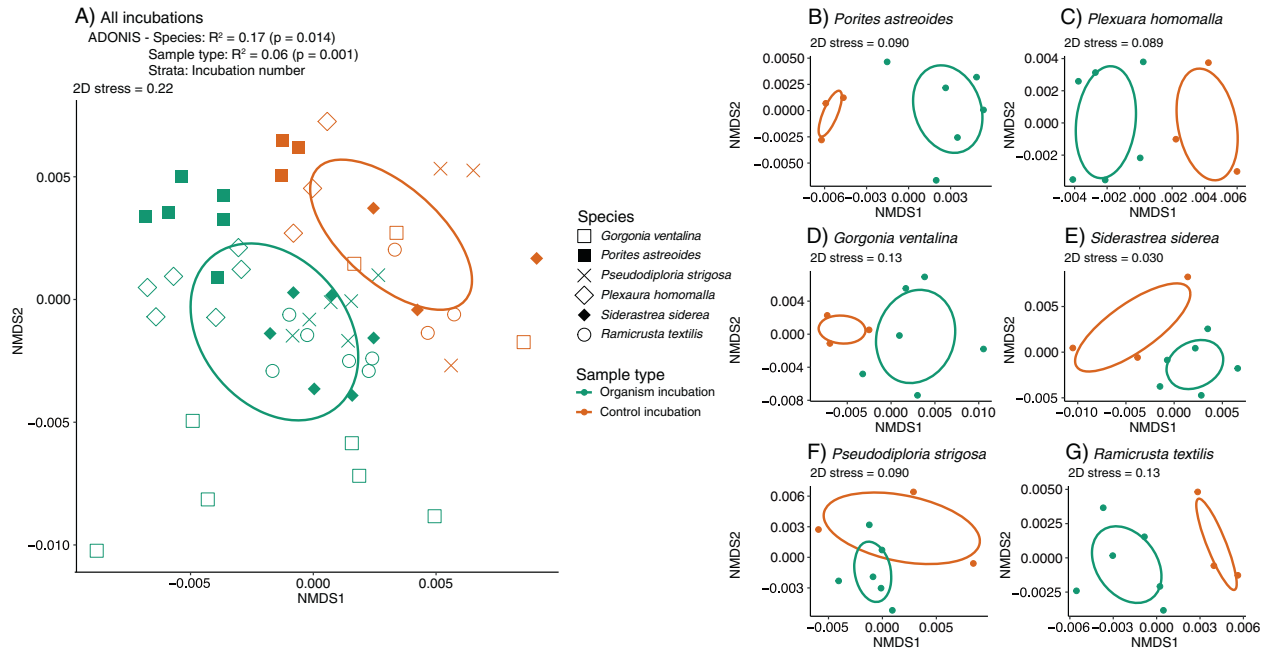 A) All incubations
ADONIS - Species: R² = 0.17 (p = 0.014)
Sample type: R² = 0.06 (p = 0.001)
Strata: Incubation number
2D stress = 0.22
0.005
0.000
−0.005
−0.010
NMDS2
−0.005
0.000
0.005
NMDS1
Species
Gorgonia ventalina
Porites astreoides
Pseudodiploria strigosa
Plexaura homomalla
Siderastrea siderea
Ramicrusta textilis
Sample type
Organism incubation
Control incubation
B) Porites astreoides
2D stress = 0.090
0.0050
0.0025
0.0000
−0.0025
−0.0050
NMDS2
−0.006
−0.003
0.000
0.003
NMDS1
C) Plexuara homomalla
2D stress = 0.089
0.004
0.002
0.000
−0.002
NMDS2
−0.004
−0.002
0.000
0.002
0.004
0.006
NMDS1
D) Gorgonia ventalina
2D stress = 0.13
0.004
0.000
−0.004
−0.008
NMDS2
−0.005
0.000
0.005
0.010
NMDS1
E) Siderastrea siderea
2D stress = 0.030
0.005
0.000
−0.005
NMDS2
−0.010
−0.005
0.000
0.005
NMDS1
F) Pseudodiploria strigosa
2D stress = 0.090
0.006
0.003
0.000
−0.003
NMDS2
−0.005
0.000
0.005
NMDS1
G) Ramicrusta textilis
2D stress = 0.13
0.0050
0.0025
0.0000
−0.0025
NMDS2
−0.006
−0.003
0.000
0.003
0.006
NMDS1